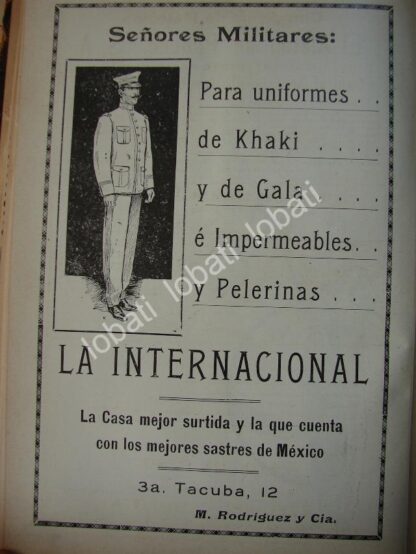 Señores Militares:
Para uniformes . .
de Khaki . . . .
y de Gala . . .
é Impermeables. .
y Pelerinas . . .
lobati lobati lobati
LA INTERNACIONAL
La Casa mejor surtida y la que cuenta
con los mejores sastres de México
3a. Tacuba, 12
M. Rodríguez y Cia.